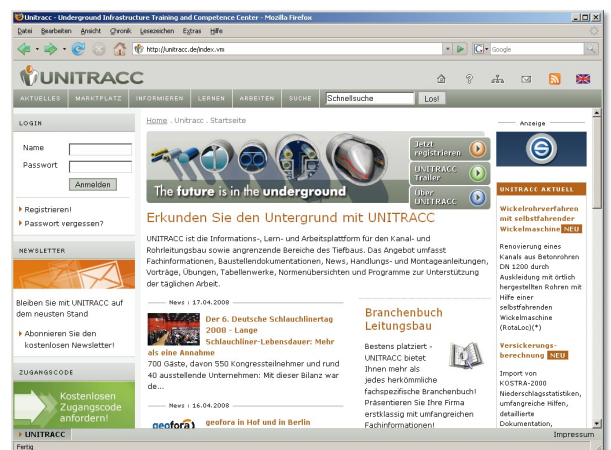 Unitracc - Underground Infrastructure Training and Competence Center - Mozilla Firefox
Datei Bearbeiten Ansicht Chronik Lesezeichen Extras Hilfe
http://unitracc.de/index.vm
Google
UNITRACC
AKTUELLES MARKTPLATZ INFORMIEREN LERNEN ARBEITEN SUCHE Schnellsuche Los!
LOGIN
Name
Passwort
Anmelden
Registrieren!
Passwort vergessen?
NEWSLETTER
Bleiben Sie mit UNITRACC auf
dem neusten Stand
Abonnieren Sie den
kostenlosen Newsletter!
ZUGANGSCODE
Kostenlosen
Zugangscode
anfordern!
Home . Unitracc . Startseite
The future is in the underground
Jetzt
registrieren
UNITRACC
Trailer
Über
UNITRACC
Erkunden Sie den Untergrund mit UNITRACC
UNITRACC ist die Informations-, Lern- und Arbeitsplattform für den Kanal- und
Rohrleitungsbau sowie angrenzende Bereiche des Tiefbaus. Das Angebot umfasst
Fachinformationen, Baustellendokumentationen, News, Handlungs- und Montageanleitungen,
Vorträge, Übungen, Tabellenwerke, Normenübersichten und Programme zur Unterstützung
der täglichen Arbeit.
News : 17.04.2008
Der 6. Deutsche Schlauchlinertag
2008 - Lange
Schlauchliner-Lebensdauer: Mehr
als eine Annahme
700 Gäste, davon 550 Kongressteilnehmer und rund
40 ausstellende Unternehmen: Mit dieser Bilanz war
de...
News : 16.04.2008
geofora
geofora in Hof und in Berlin
Branchenbuch
Leitungsbau
Bestens platziert -
UNITRACC bietet
Ihnen mehr als
jedes herkömmliche
fachspezifische Branchenbuch!
Präsentieren Sie Ihre Firma
erstklassig mit umfangreichen
Fachinformationen!
Anzeige
UNITRACC AKTUELL
Wickelrohrverfahren
mit selbstfahrender
Wickelmaschine NEU
Renovierung eines
Kanals aus Betonrohren
DN 1200 durch
Auskleidung mit örtlich
hergestellten Rohren mit
Hilfe einer
selbstfahrenden
Wickelmaschine
(RotaLoc)(*)
Versickerungs-
berechnung NEU
Import von
KOSTRA-2000
Niederschlagsstatistiken,
umfangreiche Hilfen,
detaillierte
Dokumentation,
UNITRACC
Impressum
Fertig